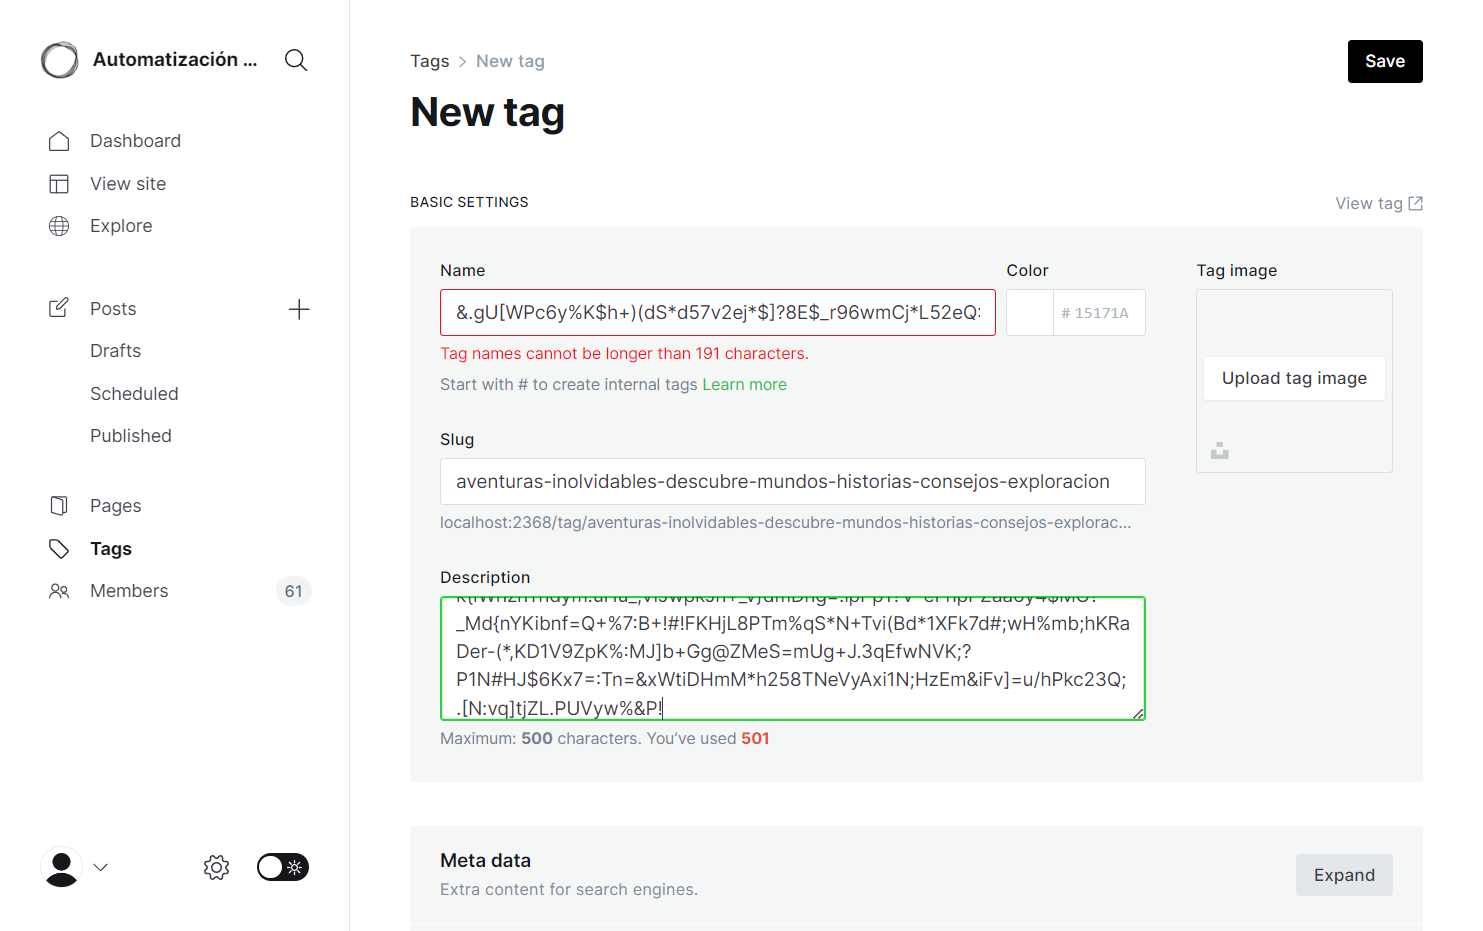 Automatización ...
Dashboard
View site
Explore
Posts
Drafts
Scheduled
Published
Pages
Tags
Members
61
Tags > New tag
Save
New tag
BASIC SETTINGS
View tag
Name
&.gU[WPc6y%K$h+)(dS*d57v2ej*$]?8E$_r96wmCj*L52eQ:
Tag names cannot be longer than 191 characters.
Start with # to create internal tags Learn more
Color
# 15171A
Tag image
Upload tag image
Slug
aventuras-inolvidables-descubre-mundos-historias-consejos-exploracion
localhost:2368/tag/aventuras-inolvidables-descubre-mundos-historias-consejos-explorac...
Description
_Md{nYKibnf=Q+%7:B+!#!FKHjL8PTm%qS*N+Tvi(Bd*1XFk7d#;wH%mb;hKRa
Der-(*,KD1V9ZpK%:MJ]b+Gg@ZMeS=mUg+J.3qEfwNVK;?
P1N#HJ$6Kx7=:Tn=&xWtiDHmM*h258TNeVyAxi1N;HzEm&iFv]=u/hPkc23Q;
.[N:vq]tjZL.PUVyw%&P!
Maximum: 500 characters. You’ve used 501
Meta data
Extra content for search engines.
Expand